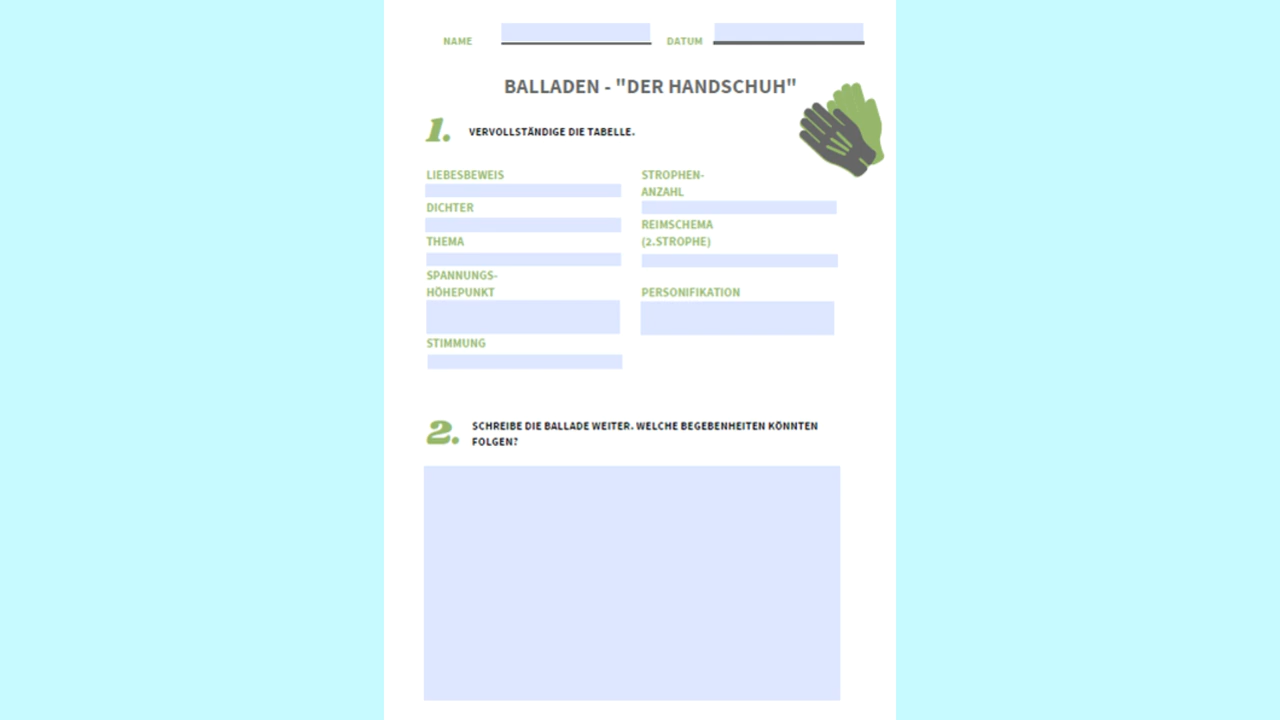 NAME DATUM
BALLADEN - "DER HANDSCHUH"
1. VERVOLLSTÄNDIGE DIE TABELLE.
LIEBESBEWEIS
DICHTER
THEMA
SPANNUNGS-
HÖHEPUNKT
STIMMUNG
STROPHEN-
ANZAHL
REIMSCHEMA
(2.STROPHE)
PERSONIFIKATION
2. SCHREIBE DIE BALLADE WEITER. WELCHE BEGEBENHEITEN KÖNNTEN
FOLGEN?